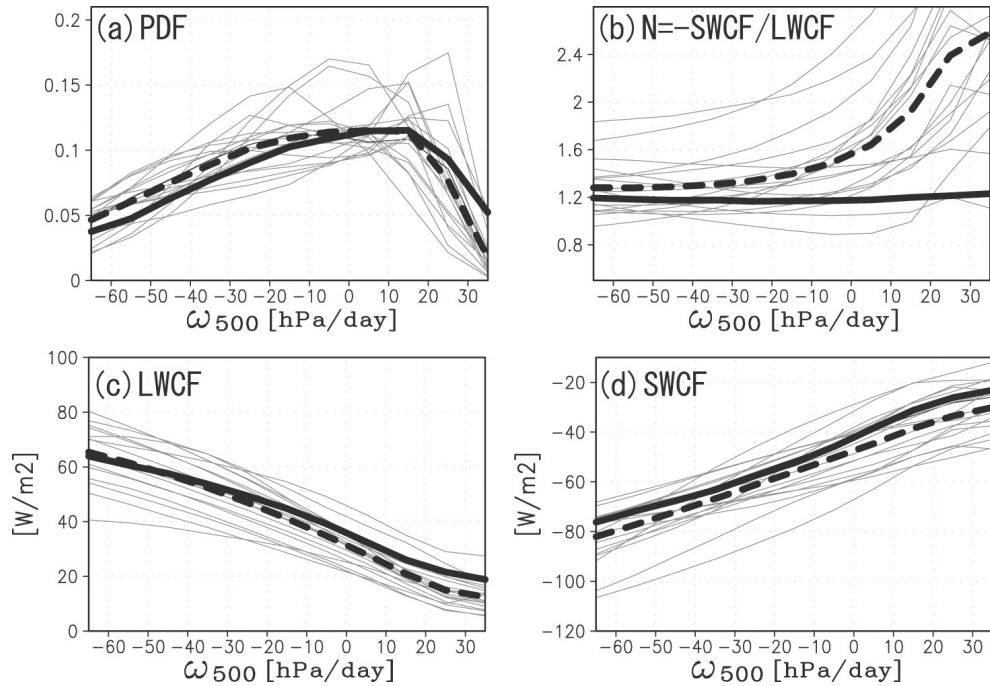 (a) PDF
0.2
0.15
0.1
0.05
0
-60 -50 -40 -30 -20 -10 0 10 20 30
ω500 [hPa/day]
(b) N=-SWCF/LWCF
2.4
2
1.6
1.2
0.8
-60 -50 -40 -30 -20 -10 0 10 20 30
ω500 [hPa/day]
(c) LWCF
[W/m2]
100
80
60
40
20
0
-60 -50 -40 -30 -20 -10 0 10 20 30
ω500 [hPa/day]
(d) SWCF
[W/m2]
-20
-40
-60
-80
-100
-120
-60 -50 -40 -30 -20 -10 0 10 20 30
ω500 [hPa/day]